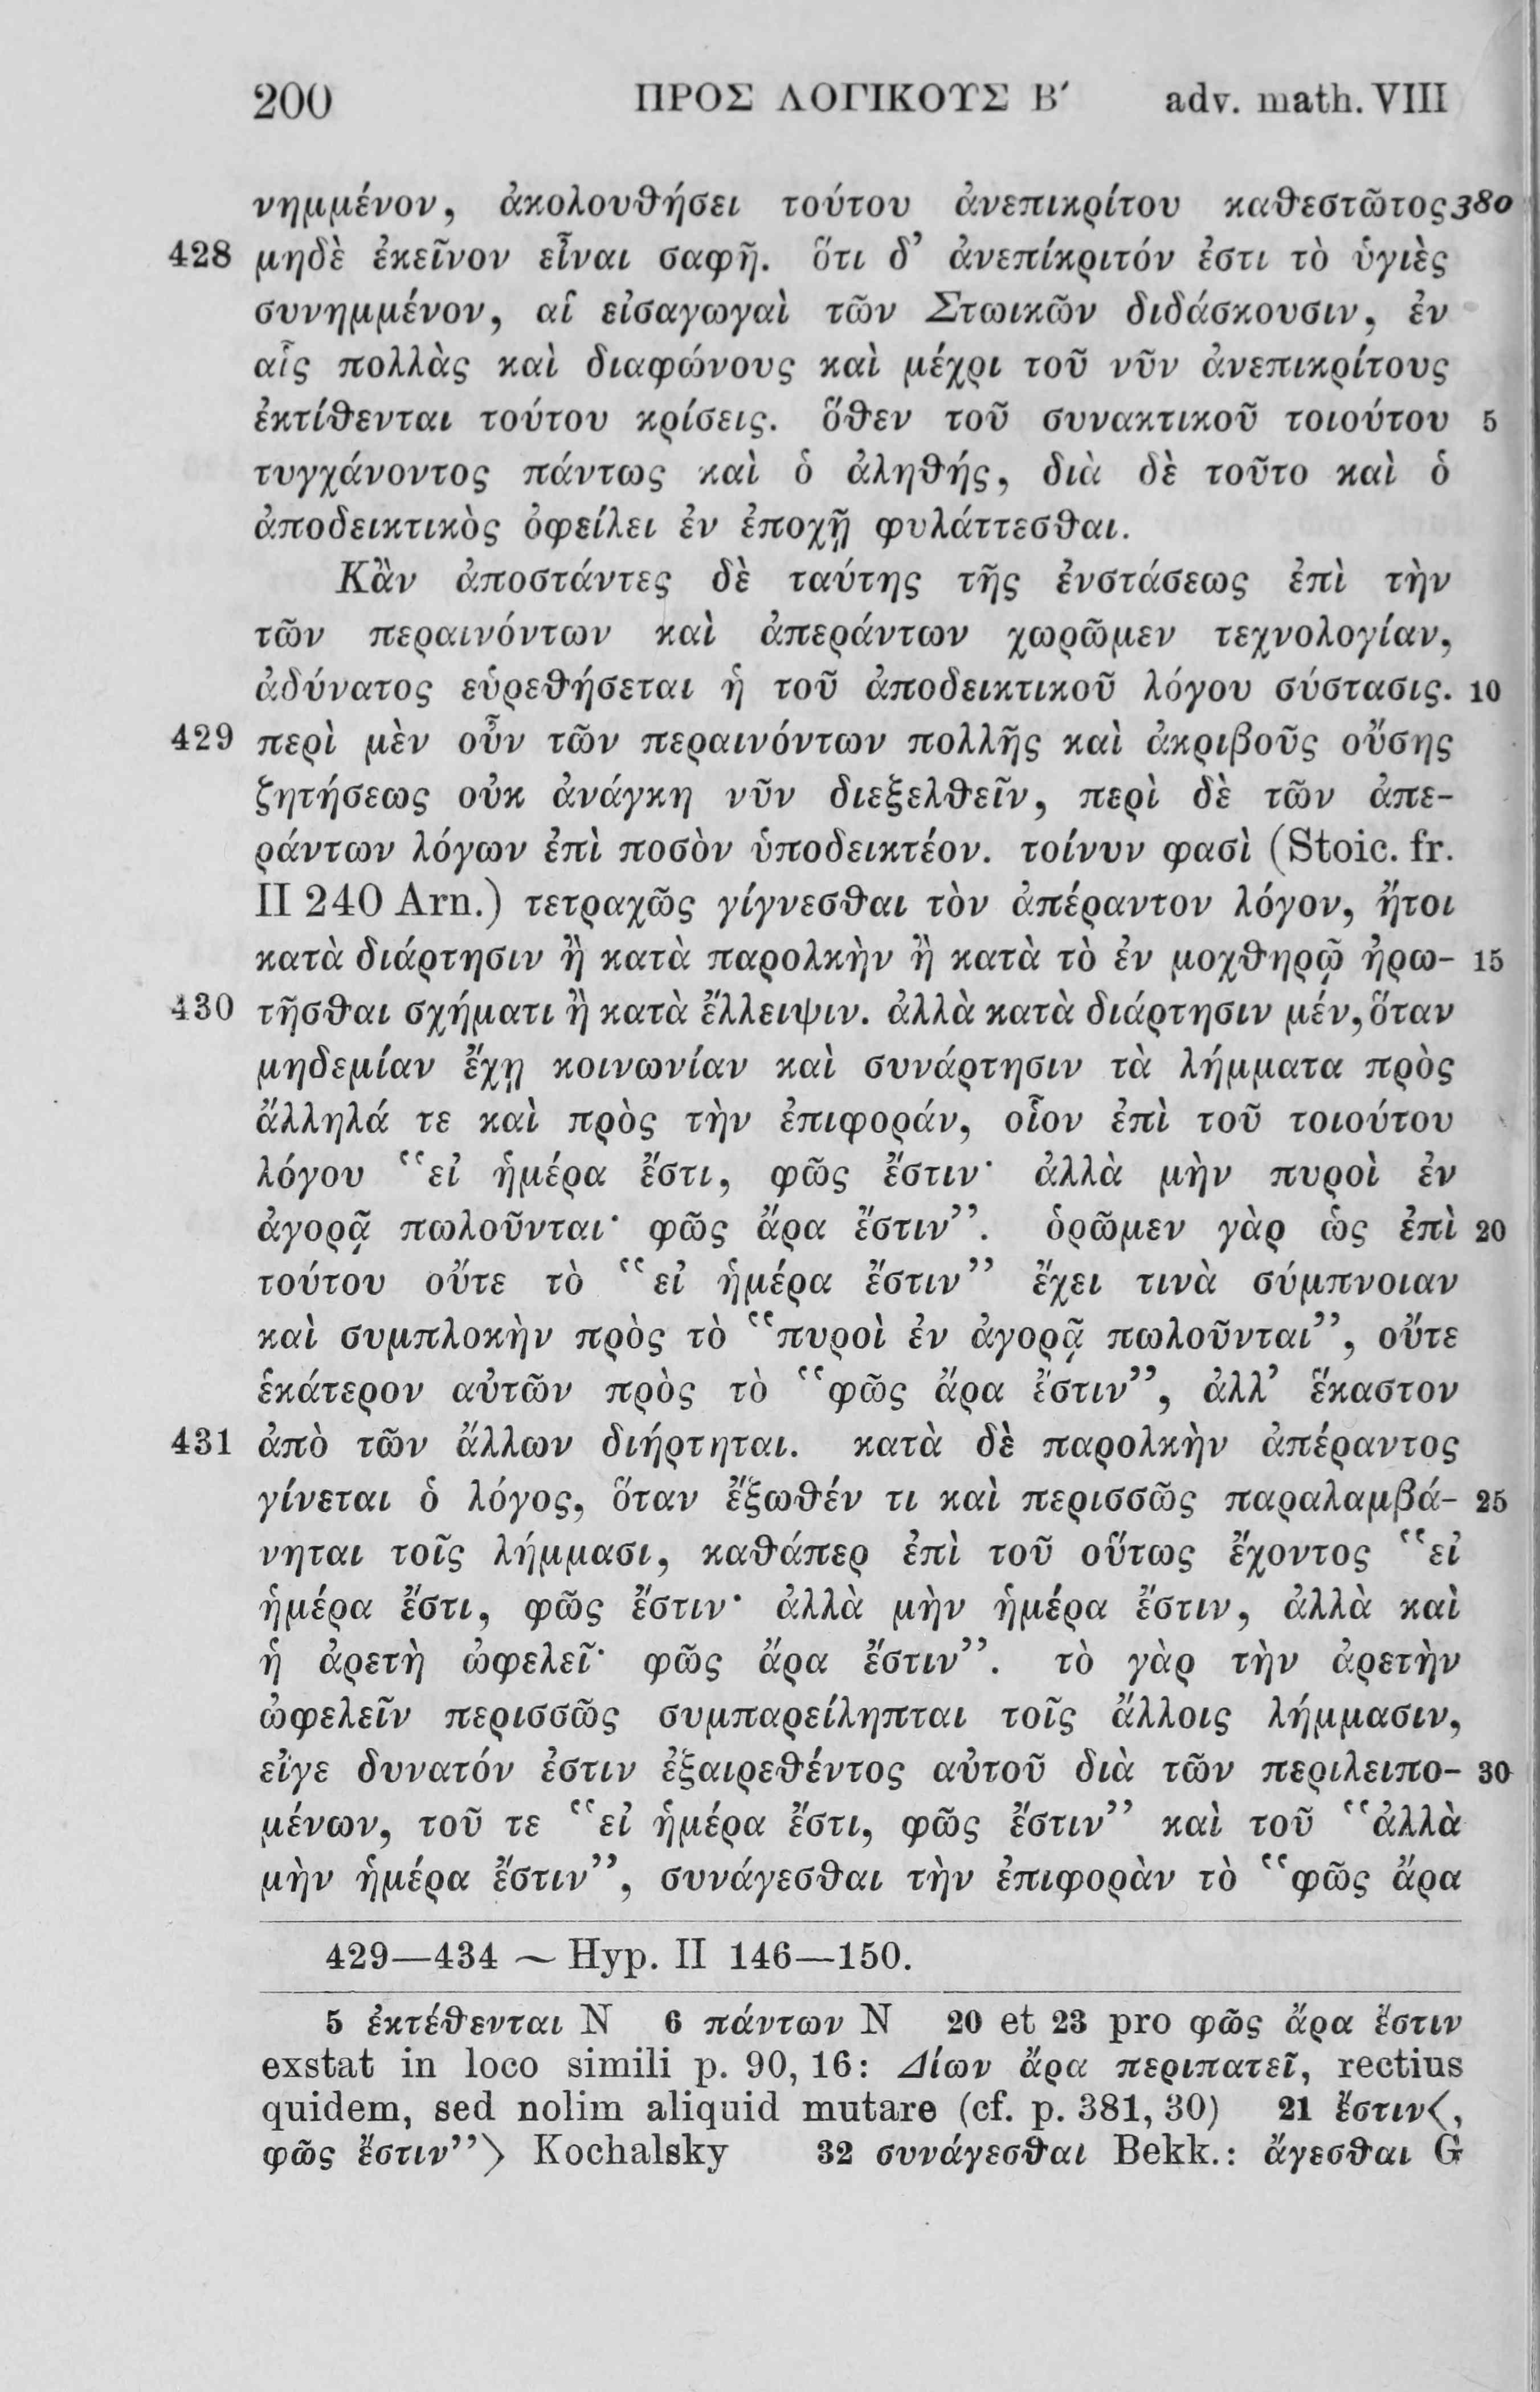 200 ΠΡΟΣ ΛΟΓΙΚΟΥΣ Β′ adv. math. VIII
νημμένον, ἀκολουθήσει τούτου ἀνεπικρίτου καθεστῶτος 380
428 μηδὲ ἐκεῖνον εἶναι σαφῆ. ὅτι δ’ ἀνεπίκριτόν ἐστι τὸ ὑγιὲς
συνημμένον, αἱ εἰσαγωγαὶ τῶν Στωικῶν διδάσκουσιν, ἐν
αἷς πολλὰς καὶ διαφώνους καὶ μέχρι τοῦ νῦν ἀνεπικρίτους
ἐκτίθενται τούτου κρίσεις. ὅθεν τοῦ συνακτικοῦ τοιούτου 5
τυγχάνοντος πάντως καὶ ὁ ἀληθής, διὰ δὲ τοῦτο καὶ ὁ
ἀποδεικτικὸς ὀφείλει ἐν ἐποχῇ φυλάττεσθαι.
Κἂν ἀποστάντες δὲ ταύτης τῆς ἐνστάσεως ἐπὶ τὴν
τῶν περαινόντων καὶ ἀπεράντων χωρῶμεν τεχνολογίαν,
ἀδύνατος εὑρεθήσεται ἡ τοῦ ἀποδεικτικοῦ λόγου σύστασις. 10
429 περὶ μὲν οὖν τῶν περαινόντων πολλῆς καὶ ἀκριβοῦς οὔσης
ζητήσεως οὐκ ἀνάγκη νῦν διεξελθεῖν, περὶ δὲ τῶν ἀπε-
ράντων λόγων ἐπὶ ποσὸν ὑποδεικτέον. τοίνυν φασὶ (Stoic. fr.
II 240 Arn.) τετραχῶς γίγνεσθαι τὸν ἀπέραντον λόγον, ἤτοι
κατὰ διάρτησιν ἢ κατὰ παρολκὴν ἢ κατὰ τὸ ἐν μοχθηρῷ ἠρω- 15
430 τῆσθαι σχήματι ἢ κατὰ ἔλλειψιν. ἀλλὰ κατὰ διάρτησιν μέν, ὅταν
μηδεμίαν ἔχῃ κοινωνίαν καὶ συνάρτησιν τὰ λήμματα πρὸς
ἄλληλά τε καὶ πρὸς τὴν ἐπιφοράν, οἷον ἐπὶ τοῦ τοιούτου
λόγου “εἰ ἡμέρα ἔστι, φῶς ἔστιν· ἀλλὰ μὴν πυροὶ ἐν
ἀγορᾷ πωλοῦνται· φῶς ἄρα ἔστιν”. ὁρῶμεν γὰρ ὡς ἐπὶ 20
τούτου οὔτε τὸ “εἰ ἡμέρα ἔστιν” ἔχει τινὰ σύμπνοιαν
καὶ συμπλοκὴν πρὸς τὸ “πυροὶ ἐν ἀγορᾷ πωλοῦνται”, οὔτε
ἑκάτερον αὐτῶν πρὸς τὸ “φῶς ἄρα ἔστιν”, ἀλλ’ ἕκαστον
431 ἀπὸ τῶν ἄλλων διήρτηται. κατὰ δὲ παρολκὴν ἀπέραντος
γίνεται ὁ λόγος, ὅταν ἔξωθέν τι καὶ περισσῶς παραλαμβά- 25
νηται τοῖς λήμμασι, καθάπερ ἐπὶ τοῦ οὕτως ἔχοντος “εἰ
ἡμέρα ἔστι, φῶς ἔστιν· ἀλλὰ μὴν ἡμέρα ἔστιν, ἀλλὰ καὶ
ἡ ἀρετὴ ὠφελεῖ· φῶς ἄρα ἔστιν”. τὸ γὰρ τὴν ἀρετὴν
ὠφελεῖν περισσῶς συμπαρείληπται τοῖς ἄλλοις λήμμασιν,
εἴγε δυνατόν ἐστιν ἐξαιρεθέντος αὐτοῦ διὰ τῶν περιλειπο- 30
μένων, τοῦ τε “εἰ ἡμέρα ἔστι, φῶς ἔστιν” καὶ τοῦ “ἀλλὰ
μὴν ἡμέρα ἔστιν”, συνάγεσθαι τὴν ἐπιφορὰν τὸ “φῶς ἄρα
429—434 ∼ Hyp. II 146—150.
5 ἐκτέθενται N 6 πάντων N 20 et 23 pro φῶς ἄρα ἔστιν
exstat in loco simili p. 90, 16: Δίων ἄρα περιπατεῖ, rectius
quidem, sed nolim aliquid mutare (cf. p. 381, 30) 21 ἔστιν⟨,
φῶς ἔστιν”⟩ Kochalsky 32 συνάγεσθαι Bekk.: ἄγεσθαι G